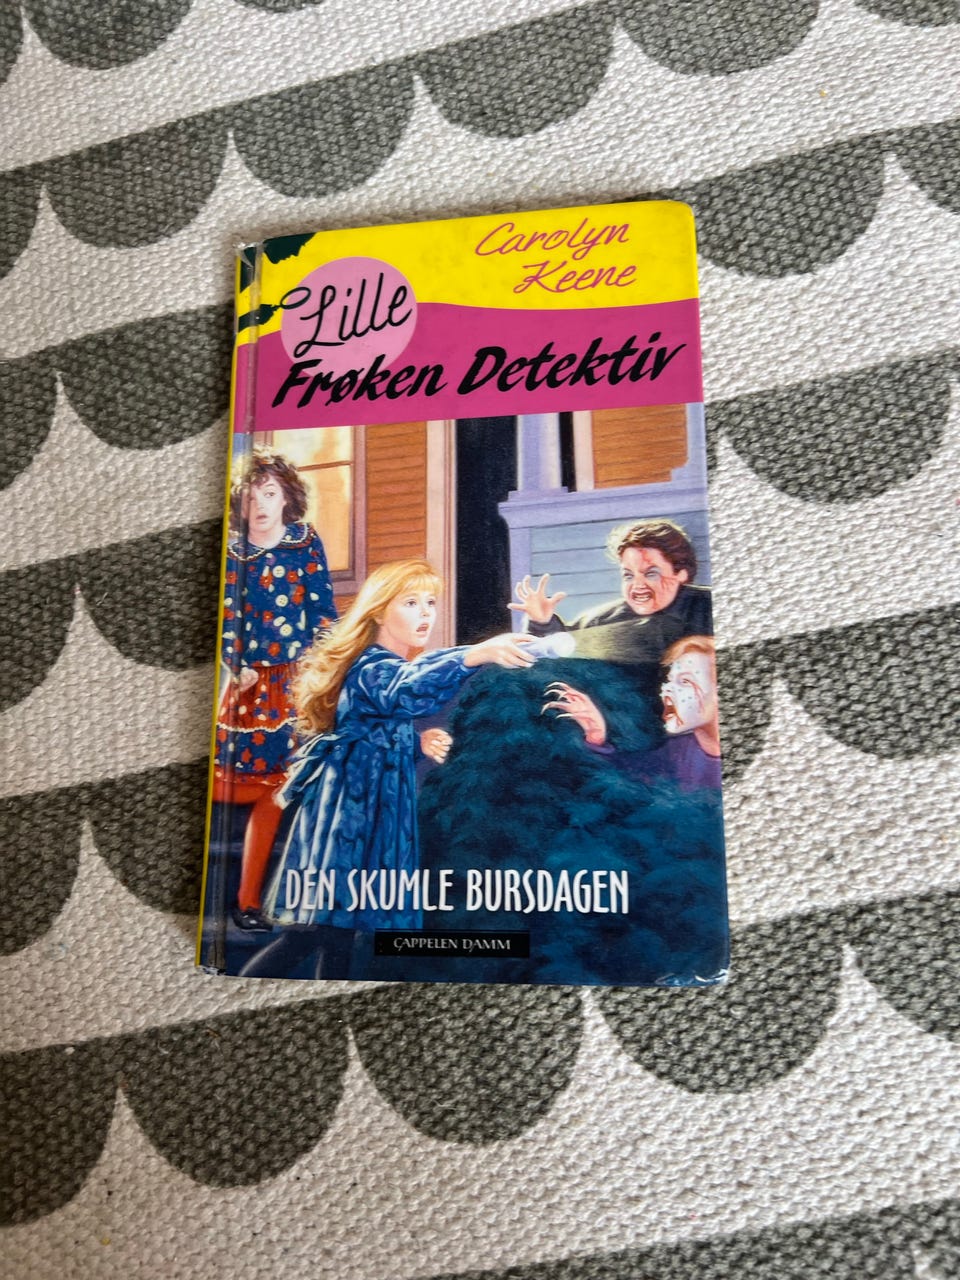 Carolyn
Keene
Lille
Frøken Detektiv
DEN SKUMLE BURSDAGEN
CAPPELEN DAMM